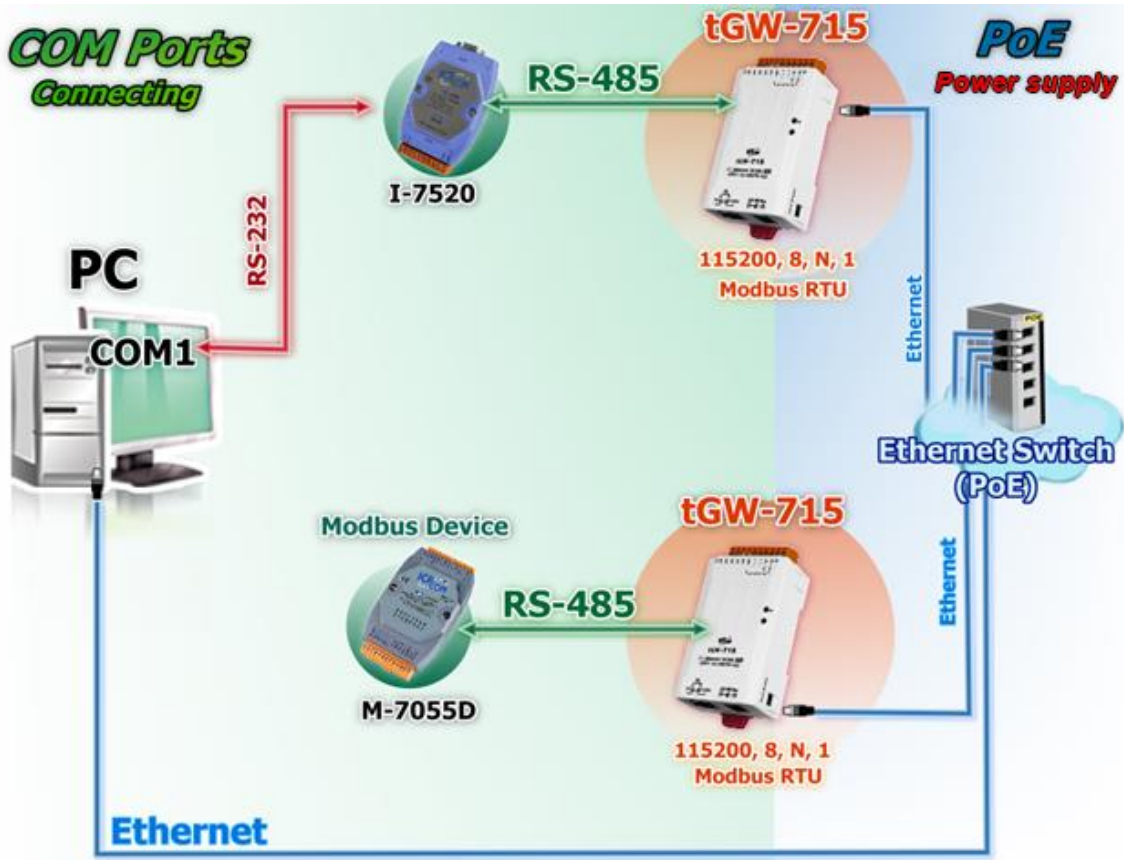 COM Ports
Connecting
tGW-715
PoE
Power supply
RS-485
I-7520
RS-232
115200, 8, N, 1
Modbus RTU
Ethernet
PC
COM1
POE
Ethernet Switch
(PoE)
tGW-715
Modbus Device
RS-485
M-7055D
Ethernet
115200, 8, N, 1
Modbus RTU
Ethernet